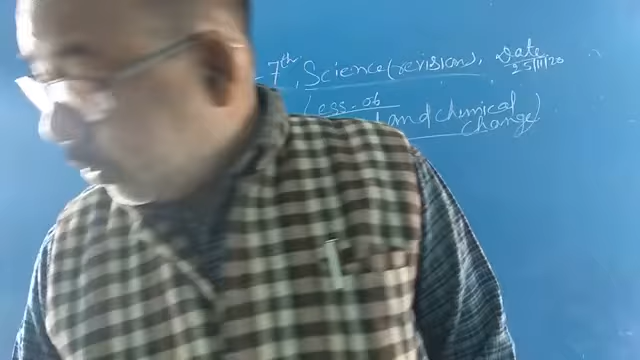 - 7th. Science (revision), Date
25/11/20
(Less-06
and chemical
change)